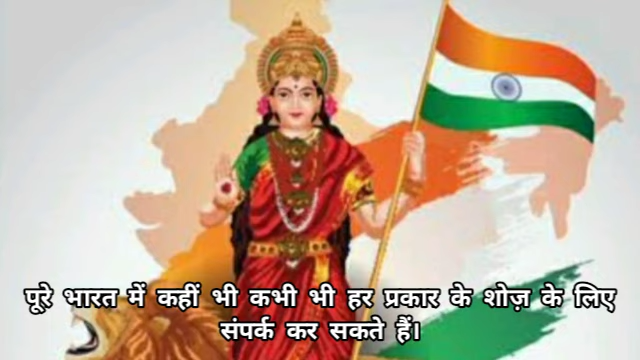 पूरे भारत में कहीं भी कभी भी हर प्रकार के शोज़ के लिए
संपर्क कर सकते हैं।